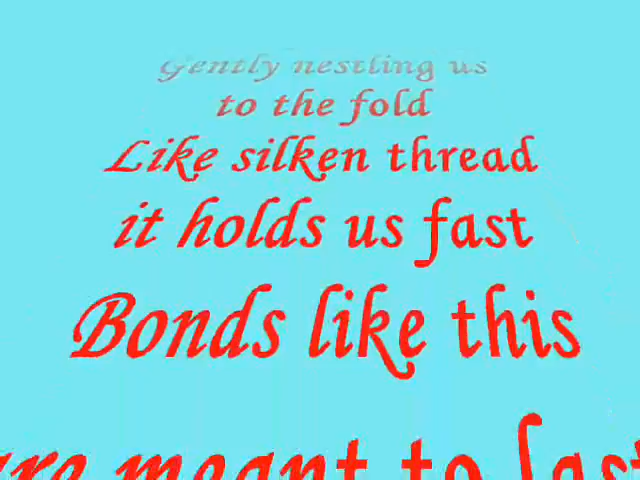 Gently nestling us
to the fold
Like silken thread
it holds us fast
Bonds like this
are meant to last